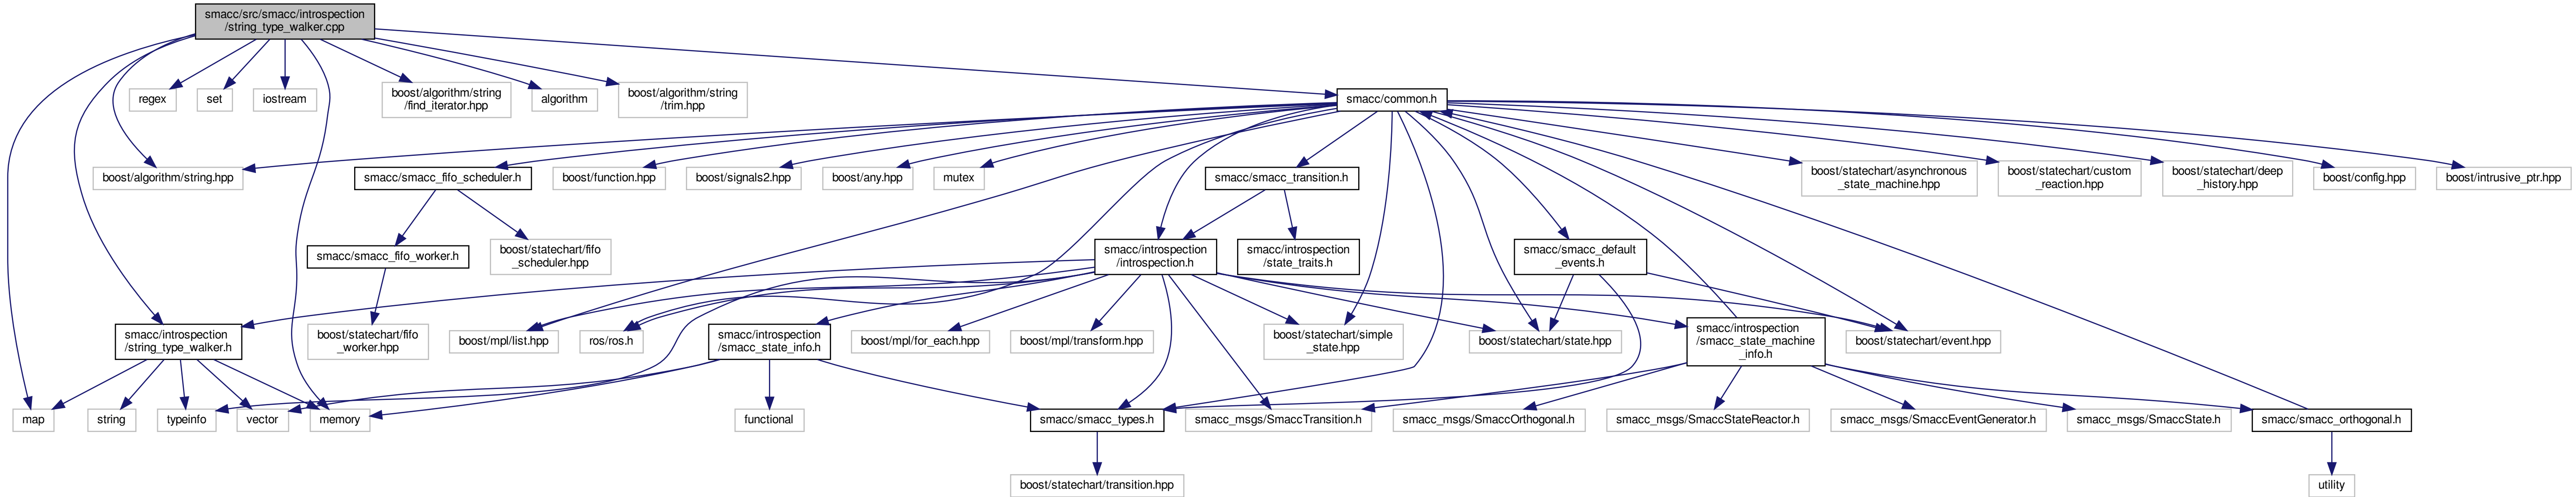 smacc/src/smacc/introspection
/string_type_walker.cpp
regex
set
iostream
boost/algorithm/string
/find_iterator.hpp
algorithm
boost/algorithm/string
/trim.hpp
smacc/common.h
boost/algorithm/string.hpp
smacc/smacc_fifo_scheduler.h
boost/function.hpp
boost/signals2.hpp
boost/any.hpp
mutex
smacc/smacc_transition.h
boost/statechart/asynchronous
_state_machine.hpp
boost/statechart/custom
_reaction.hpp
boost/statechart/deep
_history.hpp
boost/config.hpp
boost/intrusive_ptr.hpp
smacc/smacc_fifo_worker.h
boost/statechart/fifo
_scheduler.hpp
smacc/introspection
/introspection.h
smacc/introspection
/state_traits.h
smacc/smacc_default
_events.h
smacc/introspection
/string_type_walker.h
boost/statechart/fifo
_worker.hpp
boost/mpl/list.hpp
ros/ros.h
smacc/introspection
/smacc_state_info.h
boost/mpl/for_each.hpp
boost/mpl/transform.hpp
boost/statechart/simple
_state.hpp
boost/statechart/state.hpp
smacc/introspection
/smacc_state_machine
_info.h
boost/statechart/event.hpp
map
string
typeinfo
vector
memory
functional
smacc/smacc_types.h
smacc_msgs/SmaccTransition.h
smacc_msgs/SmaccOrthogonal.h
smacc_msgs/SmaccStateReactor.h
smacc_msgs/SmaccEventGenerator.h
smacc_msgs/SmaccState.h
smacc/smacc_orthogonal.h
boost/statechart/transition.hpp
utility